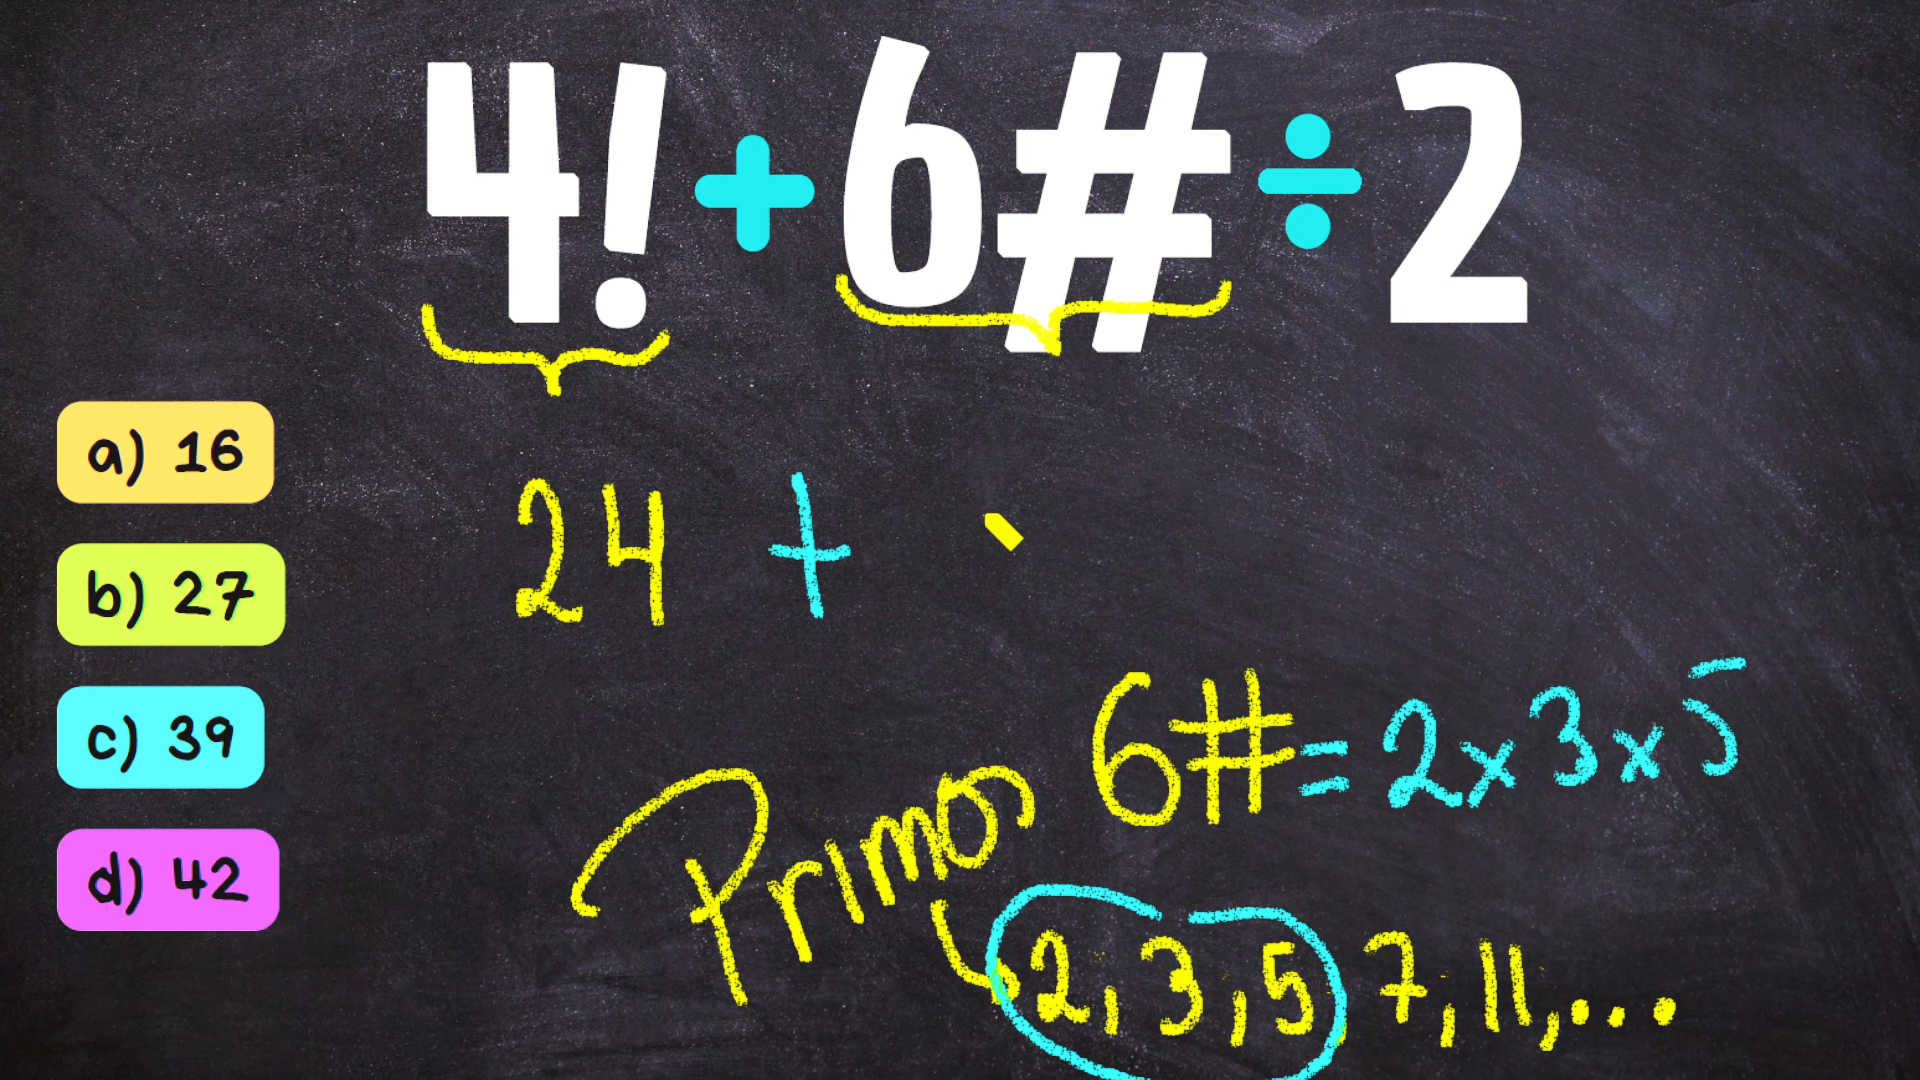 4!+6#÷2
a) 16
24 +
b) 27
c) 39
6#=2x3x5
Primos
d) 42
2,3,5,7,11,...